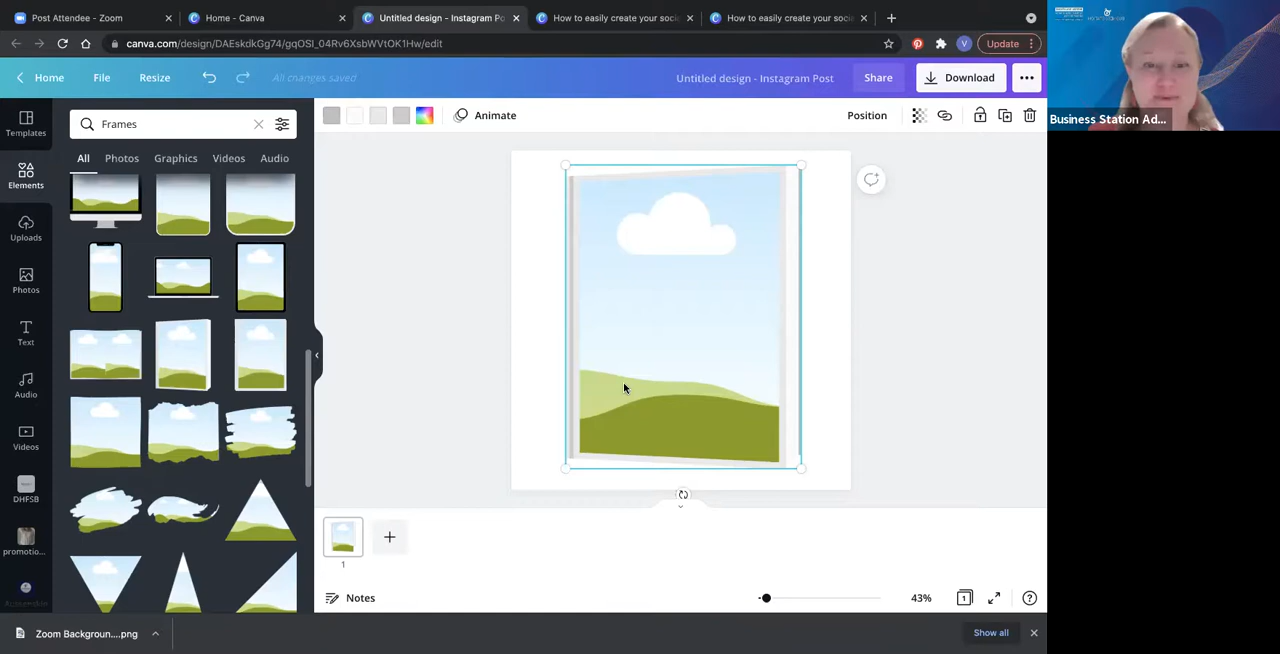 Post Attendee - Zoom
Home - Canva
Untitled design - Instagram Po
How to easily create your soci
How to easily create your soci
canva.com/design/DAEskdkGg74/gqOSI_04Rv6XsbWVtOK1Hw/edit
V
Update
Home
File
Resize
All changes saved
Untitled design - Instagram Post
Share
Download
Business Station Ad...
Templates
Frames
Animate
Position
All
Photos
Graphics
Videos
Audio
Elements
Uploads
Photos
Text
Audio
Videos
DHFSB
promotio...
1
Notes
43%
1
Zoom Backgroun....png
Show all